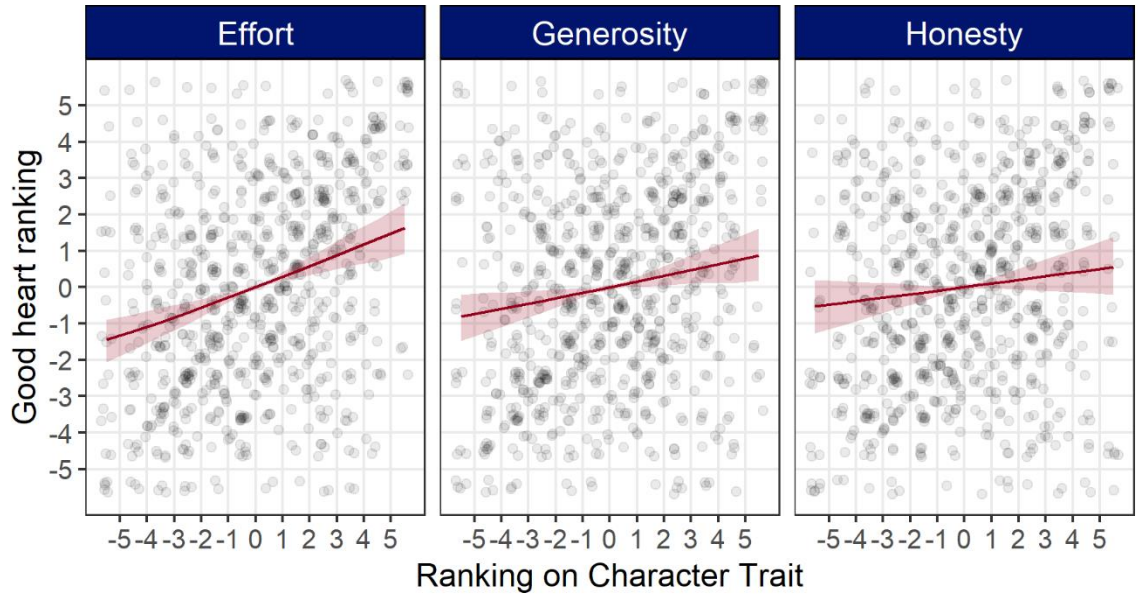 Effort Generosity Honesty
Good heart ranking
5
4
3
2
1
0
-1
-2
-3
-4
-5
-5 -4 -3 -2 -1 0 1 2 3 4 5 -5 -4 -3 -2 -1 0 1 2 3 4 5 -5 -4 -3 -2 -1 0 1 2 3 4 5
Ranking on Character Trait